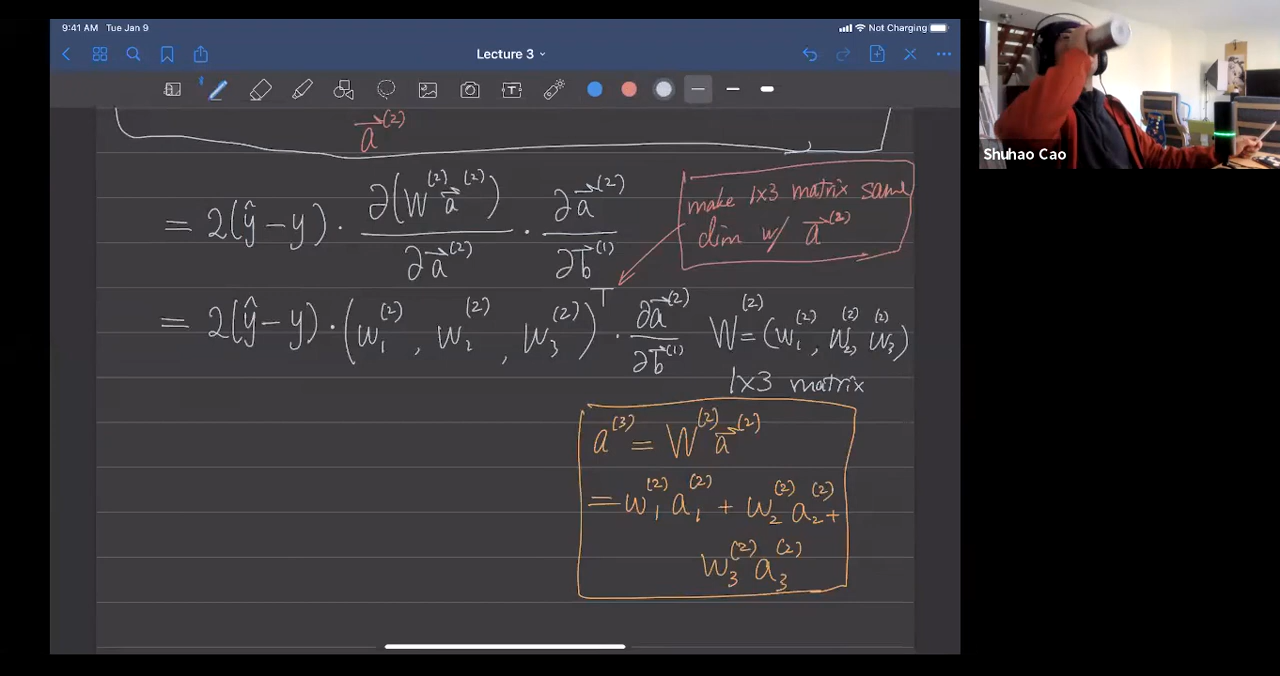 9:41 AM Tue Jan 9
Not Charging
Lecture 3
T
a⃗^(2)
= 2(ŷ − y) · ∂(W^(2) a⃗^(2)) / ∂a⃗^(2) · ∂a⃗^(2) / ∂b⃗^(1)
make 1x3 matrix same
dim w/ a⃗^(2)
= 2(ŷ − y) · (w₁^(2), w₂^(2), w₃^(2))^T · ∂a⃗^(2) / ∂b⃗^(1)
W^(2) = (w₁^(2), w₂^(2), w₃^(2))
1x3 matrix
a^(3) = W^(2) a⃗^(2)
= w₁^(2) a₁^(2) + w₂^(2) a₂^(2) +
w₃^(2) a₃^(2)
Shuhao Cao